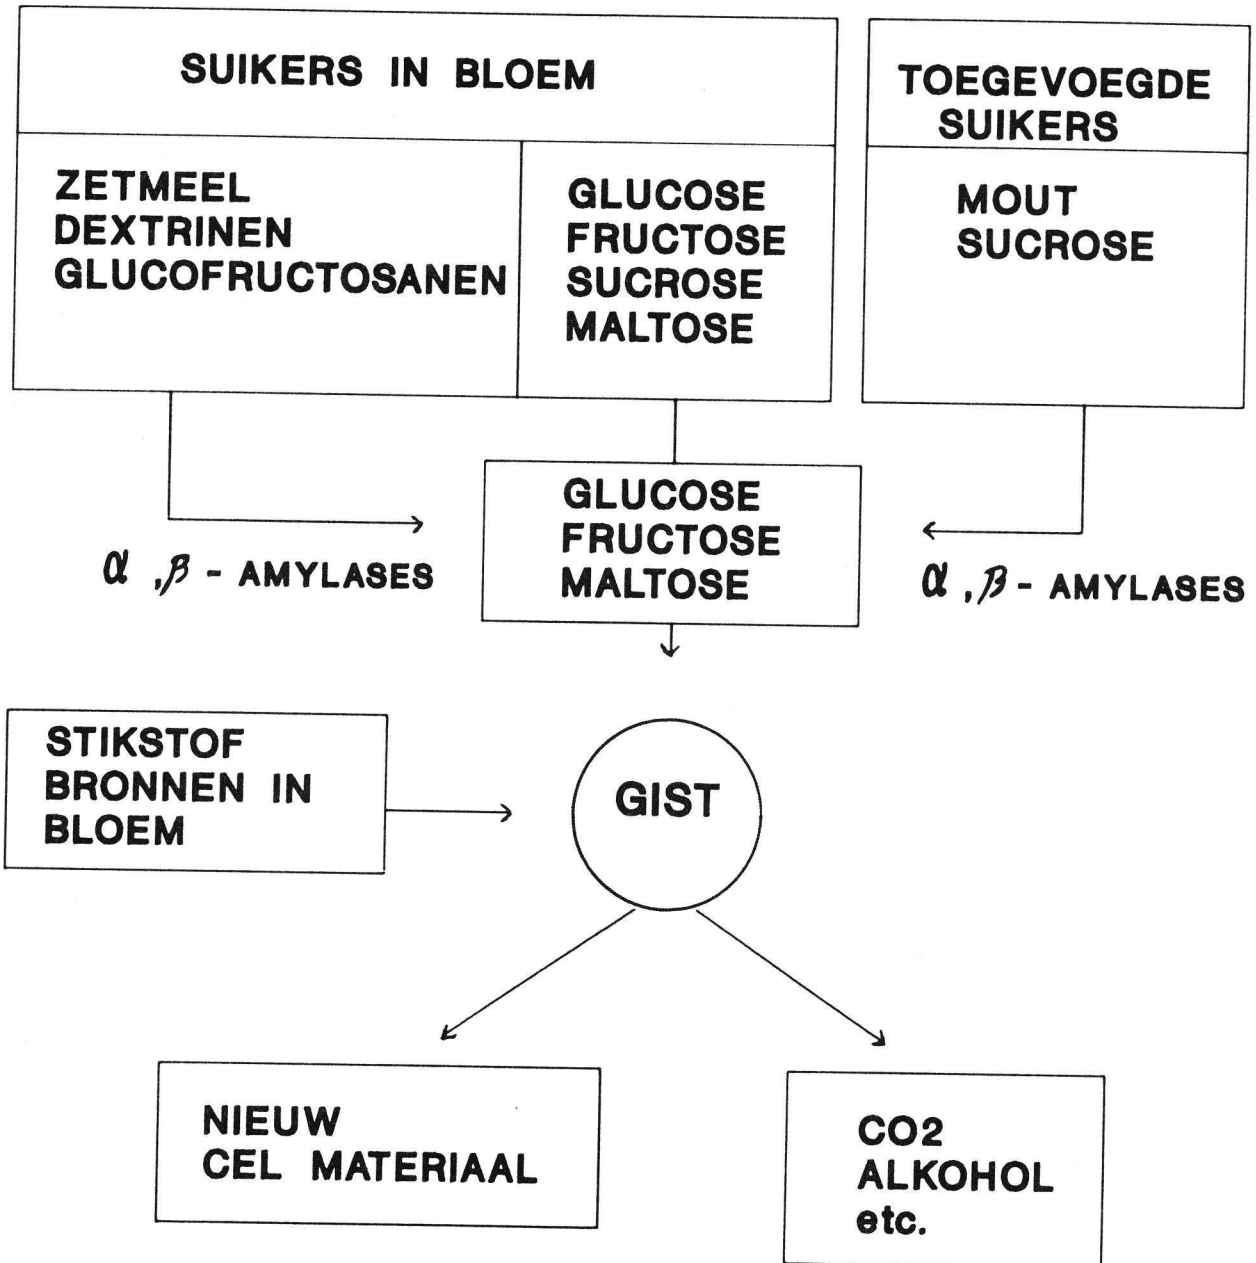 SUIKERS IN BLOEM
TOEGEVOEGDE
SUIKERS
ZETMEEL
DEXTRINEN
GLUCOFRUCTOSANEN
GLUCOSE
FRUCTOSE
SUCROSE
MALTOSE
MOUT
SUCROSE
GLUCOSE
FRUCTOSE
MALTOSE
α ,β - AMYLASES
α ,β - AMYLASES
STIKSTOF
BRONNEN IN
BLOEM
GIST
NIEUW
CEL MATERIAAL
CO2
ALKOHOL
etc.